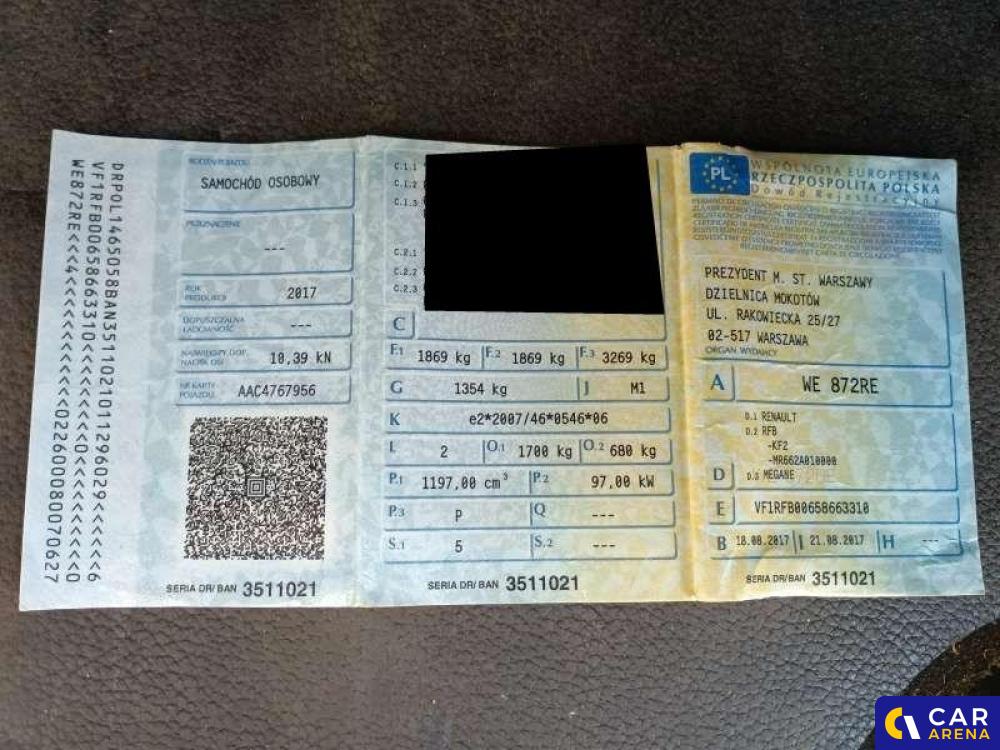 DRPOL1465058BAN3511021011296029<<<<<6
VF1RFB00658663310<<<<<<<<<0<<<<<<<<0
WE872RE<<<4<<<<<<<<<<<<<022600080070627
RODZAJ POJAZDU
SAMOCHÓD OSOBOWY
PRZEZNACZENIE
---
ROK PRODUKCJI 2017
DOPUSZCZALNA ŁADOWNOŚĆ ---
NAJWIĘKSZY DOP. NACISK OSI 10,39 kN
NR KARTY POJAZDU AAC4767956
SERIA DR/BAN 3511021
C.1.1
C.1.2
C.1.3
C.2.1
C.2.2
C.2.3
C
F.1 1869 kg F.2 1869 kg F.3 3269 kg
G 1354 kg J M1
K e2*2007/46*0546*06
L 2 O.1 1700 kg O.2 680 kg
P.1 1197,00 cm³ P.2 97,00 kW
P.3 P Q ---
S.1 5 S.2 ---
SERIA DR/BAN 3511021
PL
WSPÓLNOTA EUROPEJSKA
RZECZPOSPOLITA POLSKA
Dowód Rejestracyjny
PREZYDENT M. ST. WARSZAWY
DZIELNICA MOKOTÓW
UL. RAKOWIECKA 25/27
02-517 WARSZAWA
ORGAN WYDAJĄCY
A WE 872RE
D.1 RENAULT
D.2 RFB
-KF2
-MR662A010000
D D.3 MEGANE
E VF1RFB00658663310
B 18.08.2017 I 21.08.2017 H ---
SERIA DR/BAN 3511021
CAR
ARENA